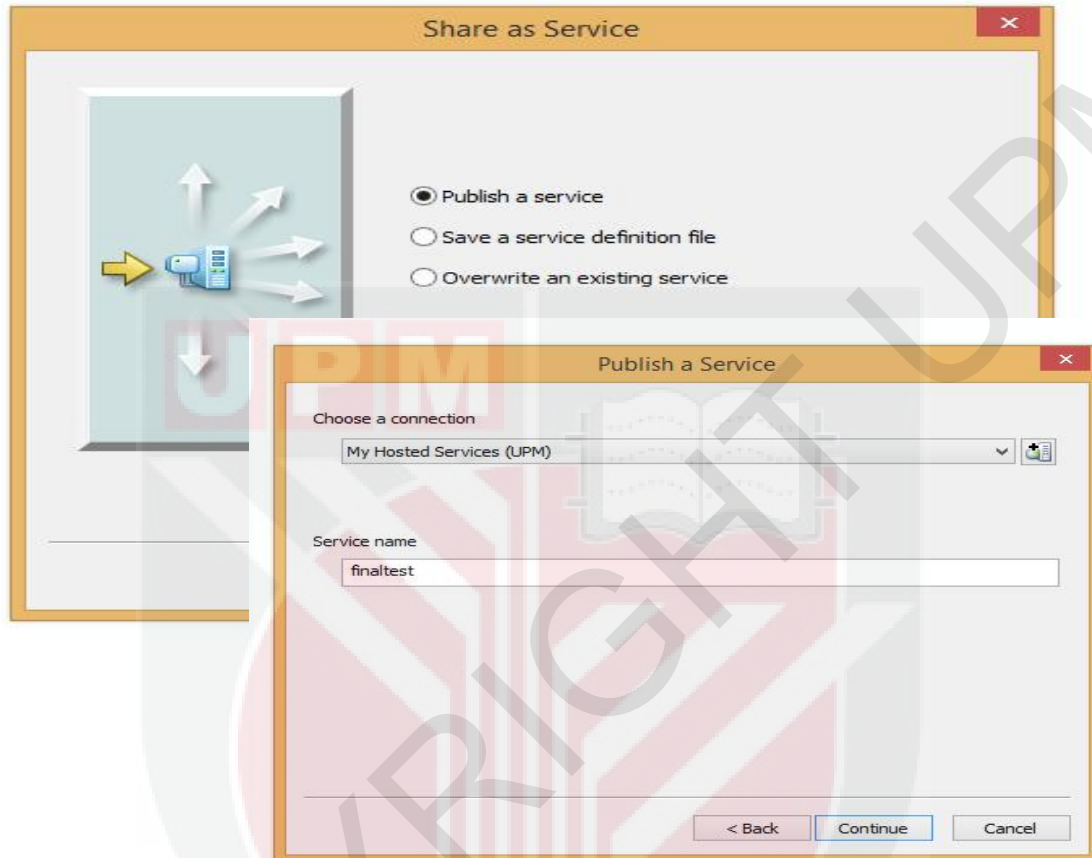 Share as Service
Publish a service
Save a service definition file
Overwrite an existing service
UPM
Publish a Service
Choose a connection
My Hosted Services (UPM)
Service name
finaltest
< Back Continue Cancel
YRIGHT UPM